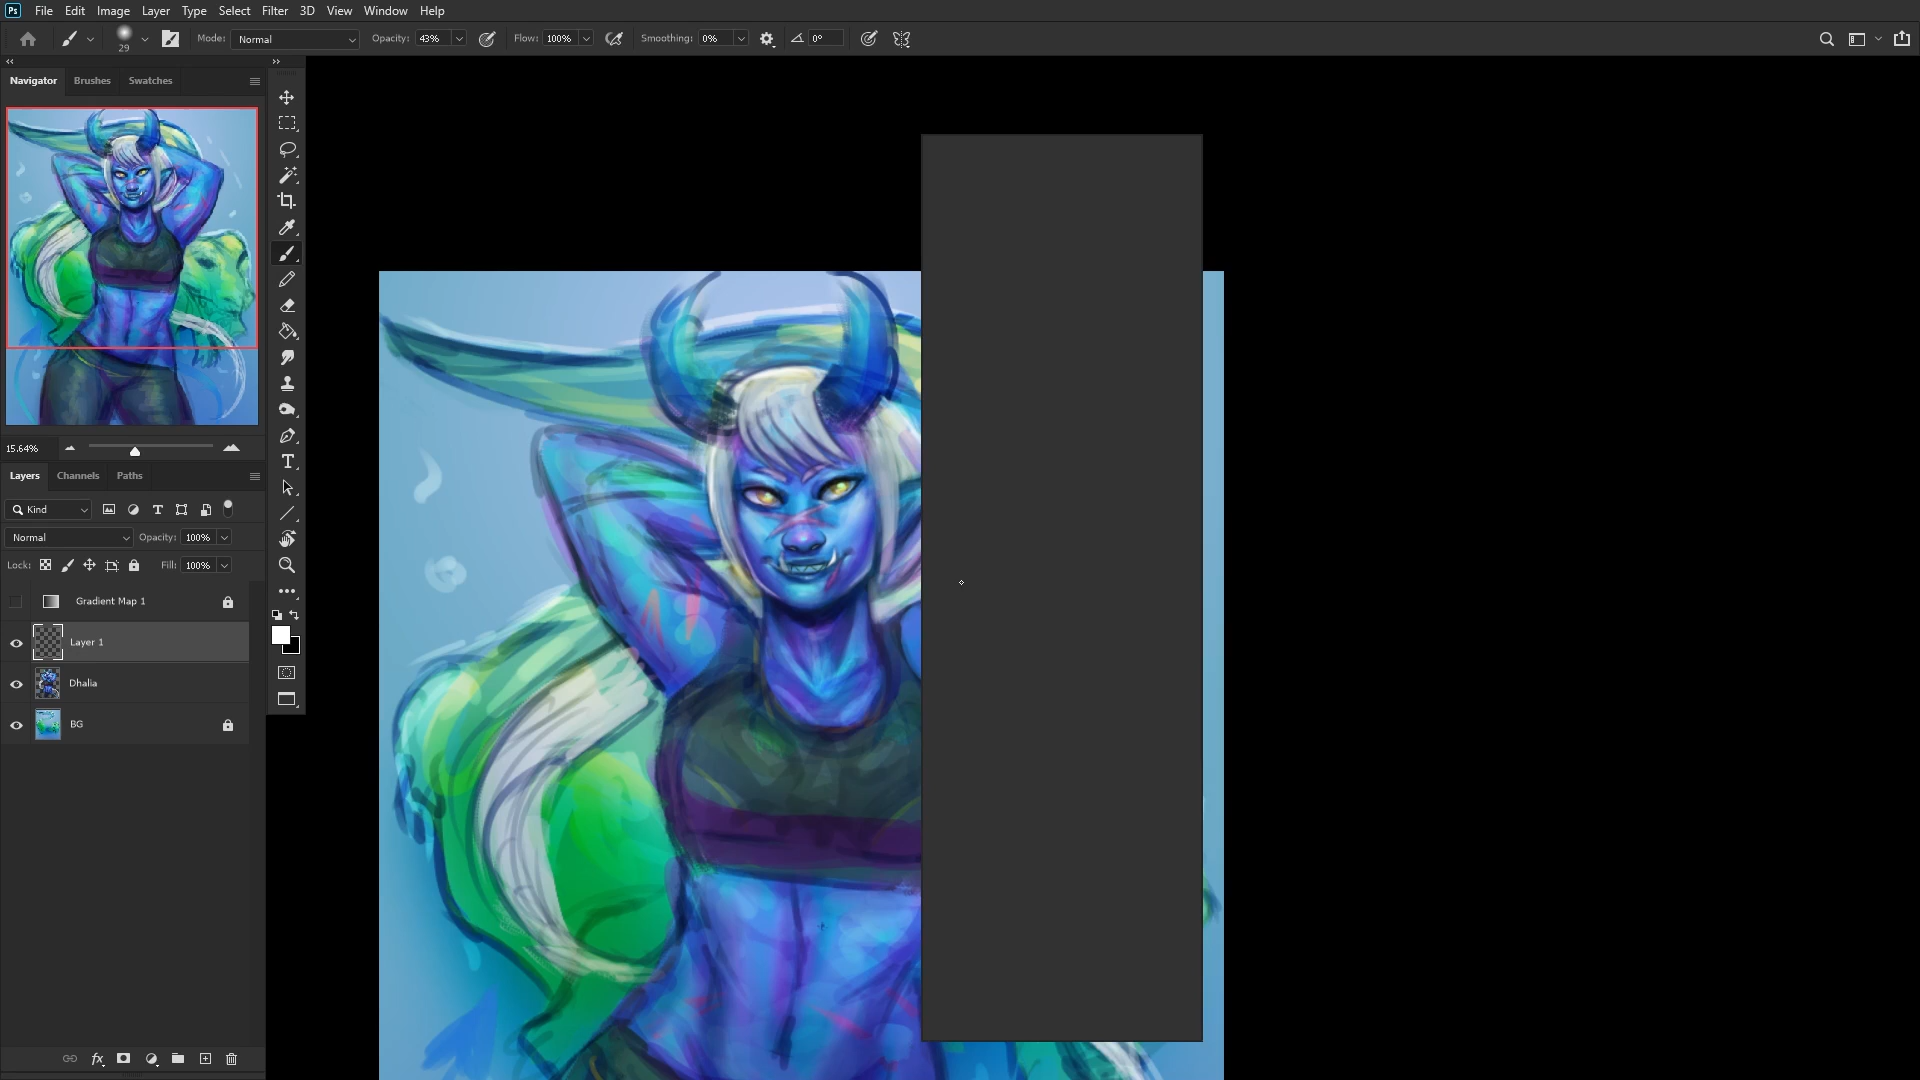 Ps File Edit Image Layer Type Select Filter 3D View Window Help
29 Mode: Normal Opacity: 43% Flow: 100% Smoothing: 0% 0°
Navigator Brushes Swatches
15.64%
Layers Channels Paths
Kind
Normal Opacity: 100%
Lock: Fill: 100%
Gradient Map 1
Layer 1
Dhalia
BG
fx